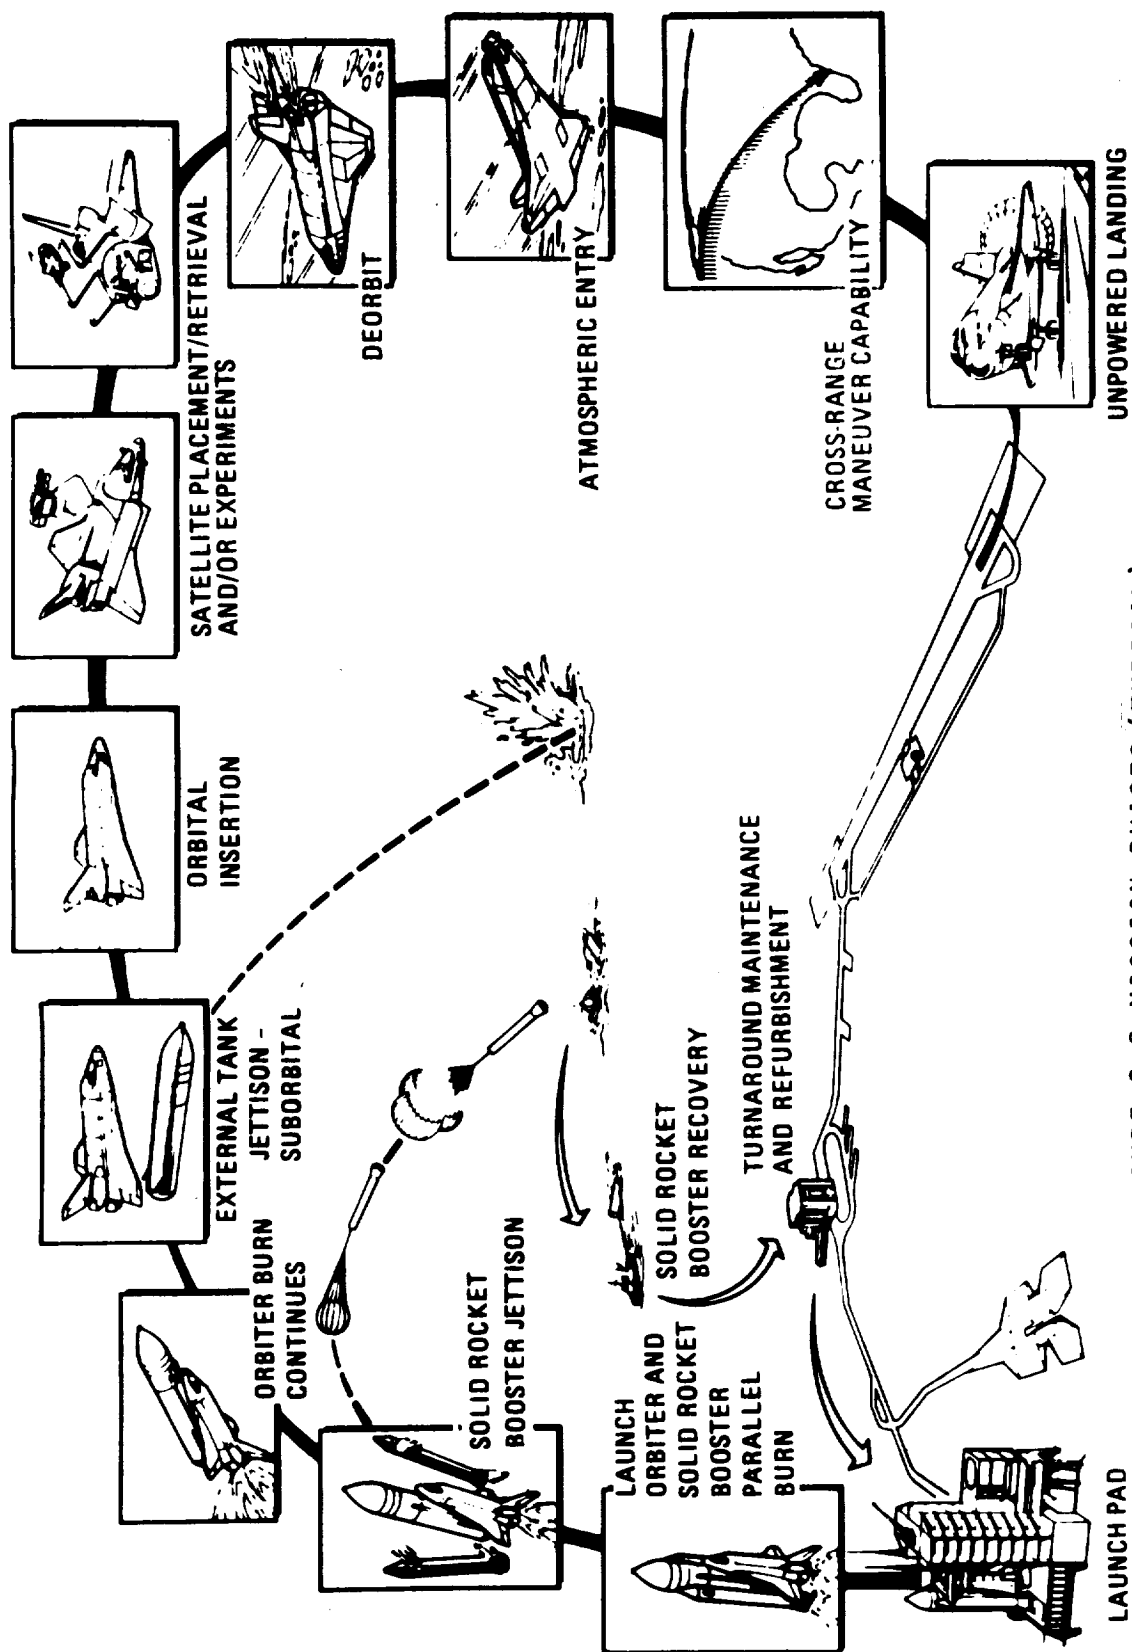 SATELLITE PLACEMENT/RETRIEVAL
AND/OR EXPERIMENTS
ORBITAL
INSERTION
EXTERNAL TANK
JETTISON -
SUBORBITAL
ORBITER BURN
CONTINUES
SOLID ROCKET
BOOSTER JETTISON
LAUNCH
ORBITER AND
SOLID ROCKET
BOOSTER
PARALLEL
BURN
LAUNCH PAD
DEORBIT
ATMOSPHERIC ENTRY
CROSS-RANGE
MANEUVER CAPABILITY
UNPOWERED LANDING
SOLID ROCKET
BOOSTER RECOVERY
TURNAROUND MAINTENANCE
AND REFURBISHMENT